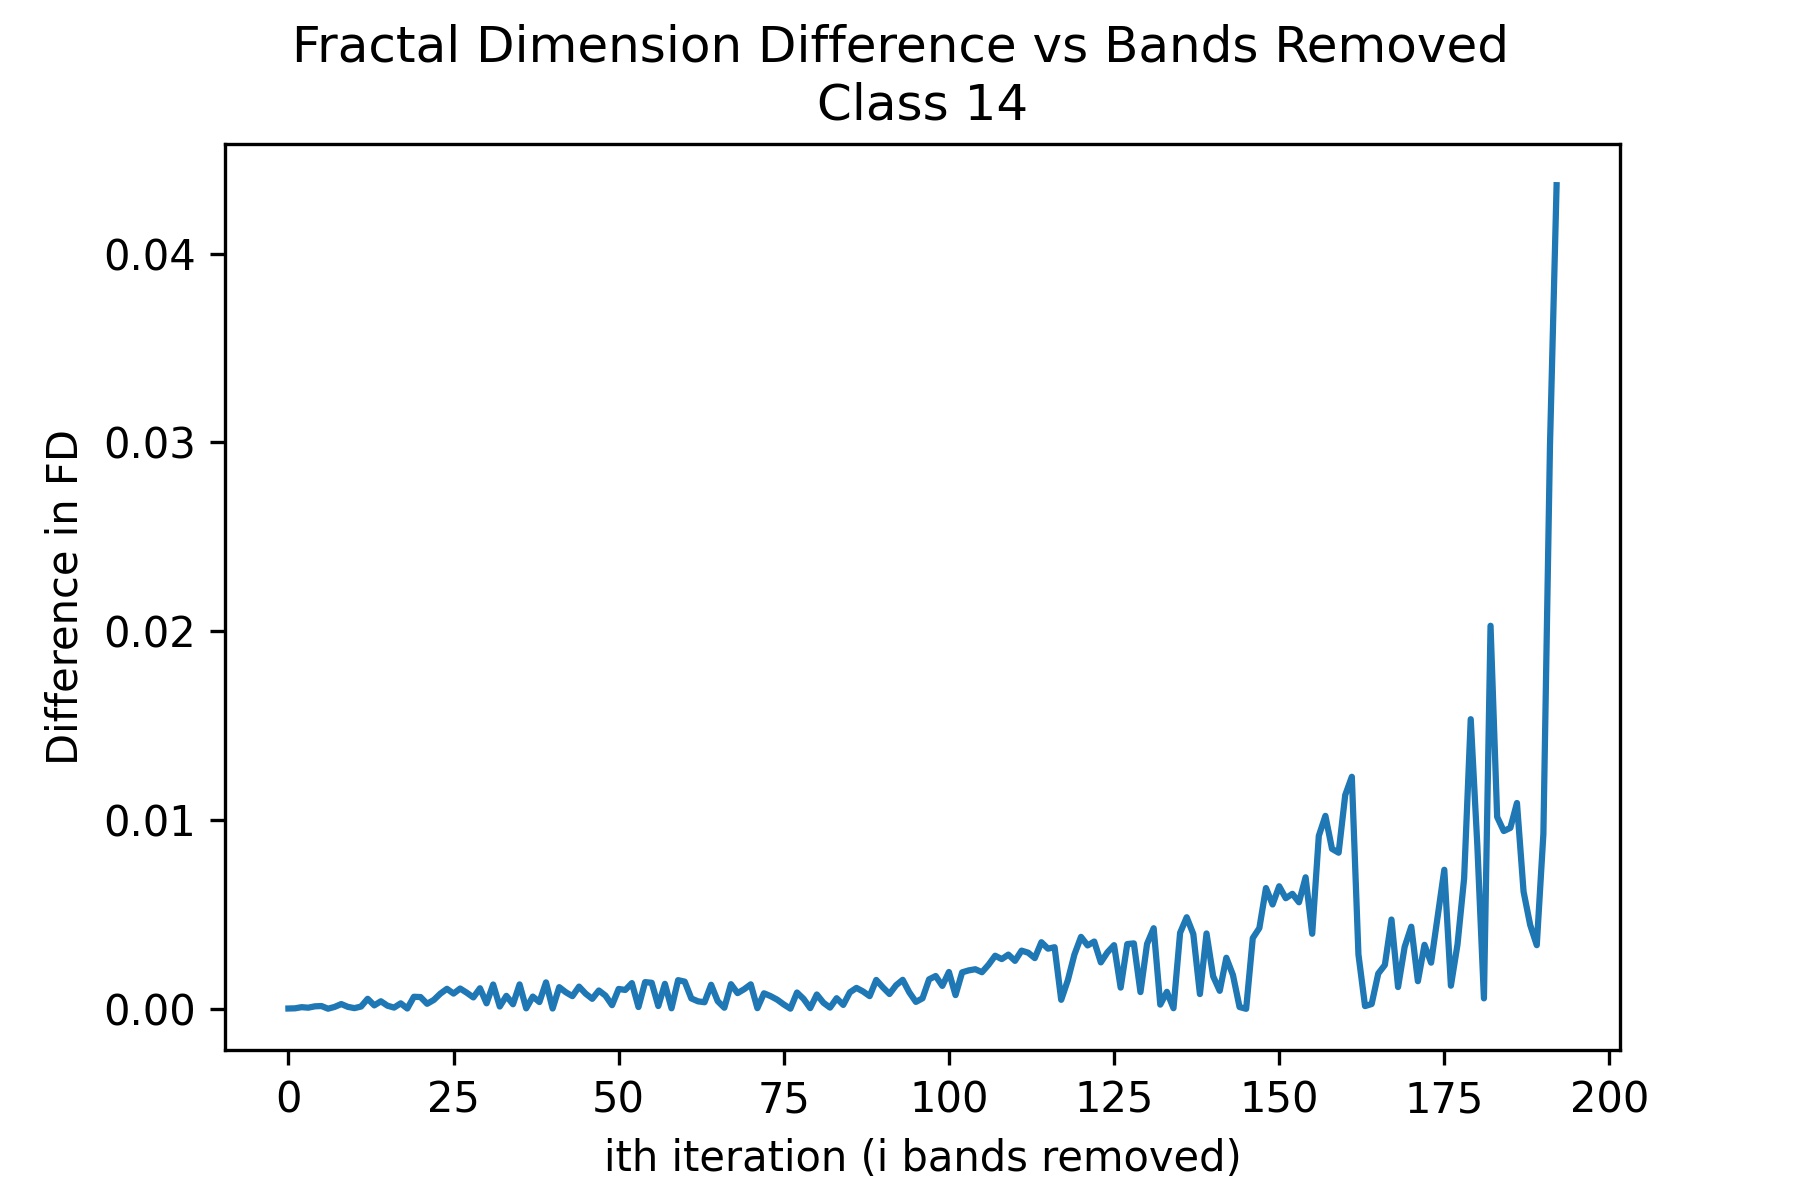 Fractal Dimension Difference vs Bands Removed
Class 14
Difference in FD
0.04
0.03
0.02
0.01
0.00
0 25 50 75 100 125 150 175 200
ith iteration (i bands removed)